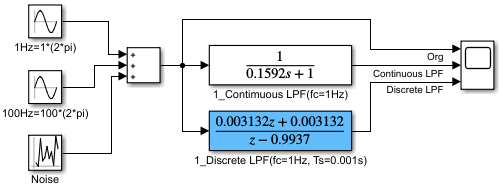 1Hz=1*(2*pi)
100Hz=100*(2*pi)
Noise
+
+
+
1
0.1592s + 1
1_Continuous LPF(fc=1Hz)
0.003132z + 0.003132
z − 0.9937
1_Discrete LPF(fc=1Hz, Ts=0.001s)
Org
Continuous LPF
Discrete LPF